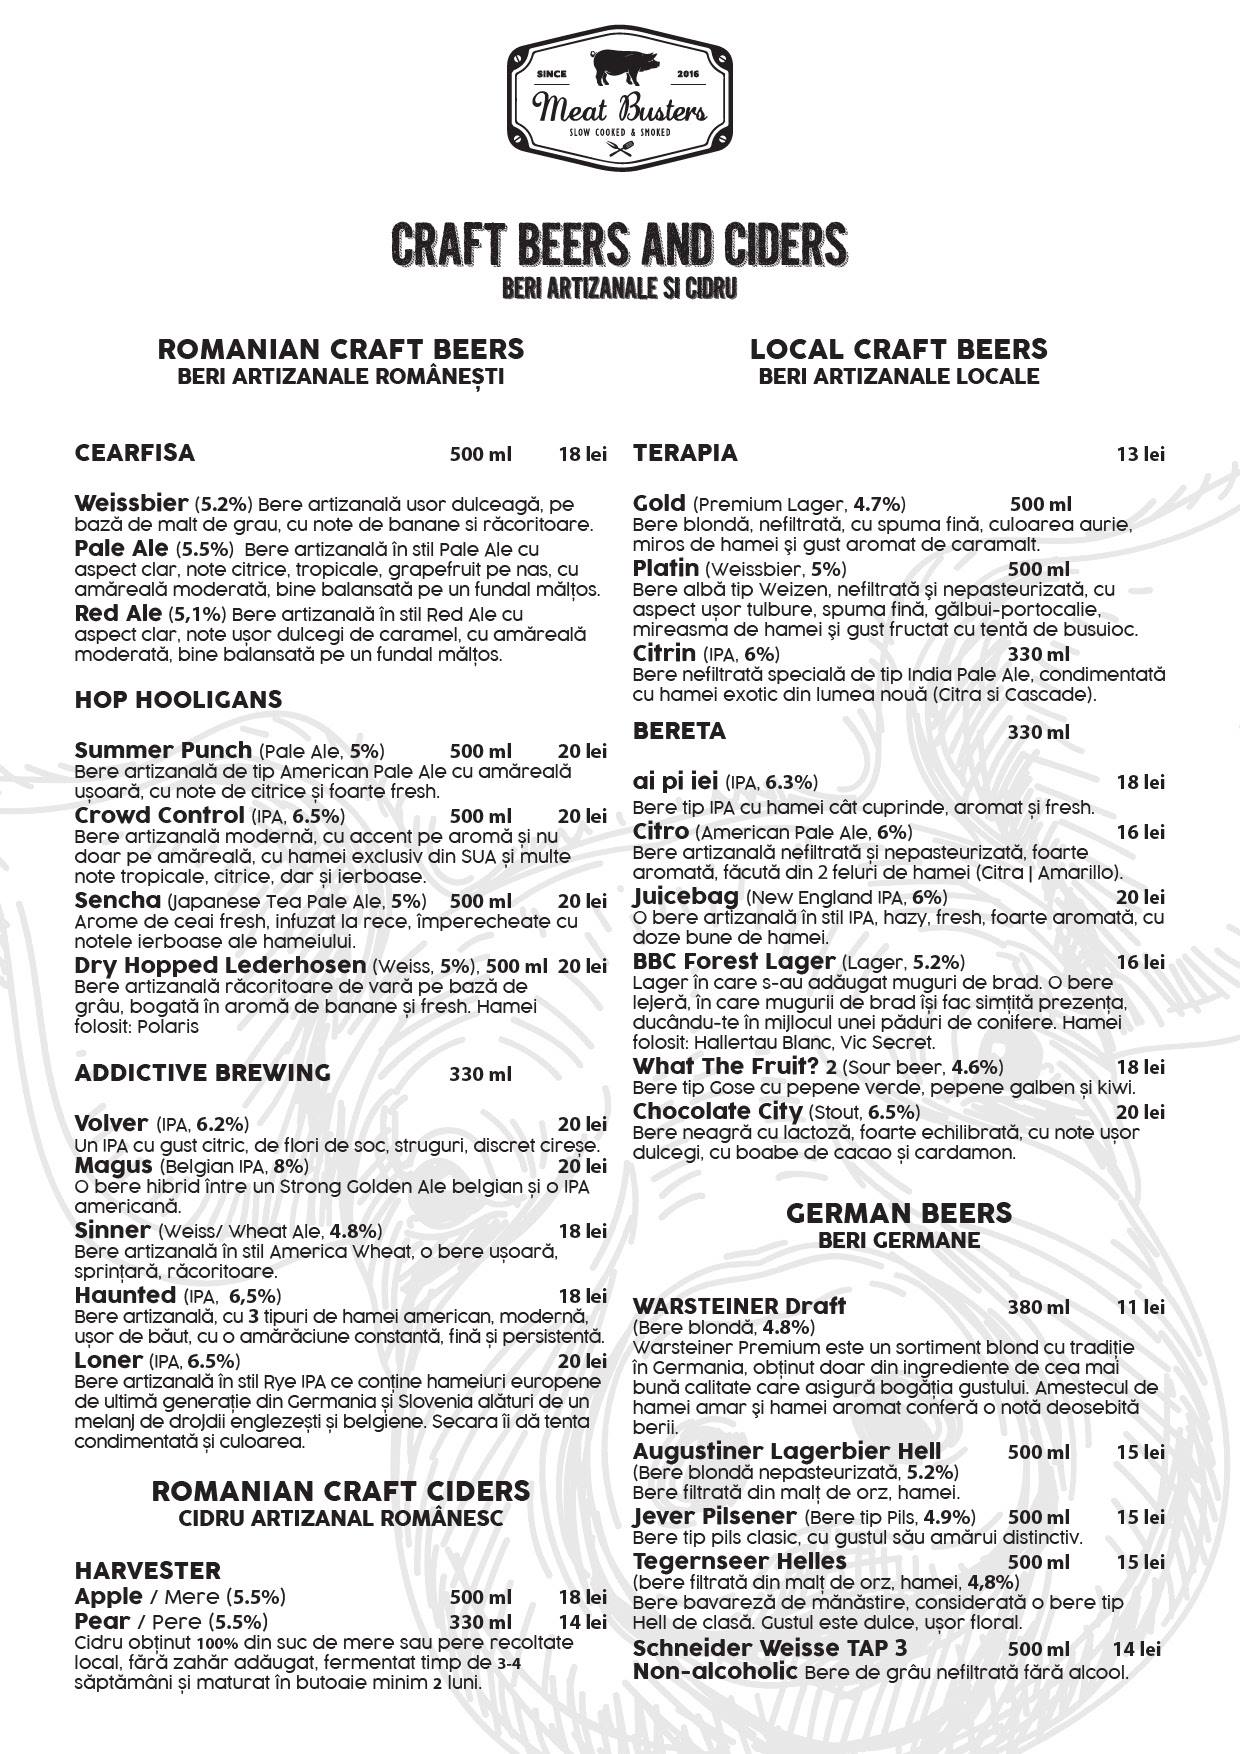 SINCE 2016
Meat Busters
SLOW COOKED & SMOKED
CRAFT BEERS AND CIDERS
BERI ARTIZANALE SI CIDRU
ROMANIAN CRAFT BEERS
BERI ARTIZANALE ROMÂNEȘTI
CEARFISA 500 ml 18 lei
Weissbier (5.2%) Bere artizanală usor dulceagă, pe
bază de malt de grau, cu note de banane si răcoritoare.
Pale Ale (5.5%) Bere artizanală în stil Pale Ale cu
aspect clar, note citrice, tropicale, grapefruit pe nas, cu
amăreală moderată, bine balansată pe un fundal mălțos.
Red Ale (5,1%) Bere artizanală în stil Red Ale cu
aspect clar, note ușor dulcegi de caramel, cu amăreală
moderată, bine balansată pe un fundal mălțos.
HOP HOOLIGANS
Summer Punch (Pale Ale, 5%) 500 ml 20 lei
Bere artizanală de tip American Pale Ale cu amăreală
ușoară, cu note de citrice și foarte fresh.
Crowd Control (IPA, 6.5%) 500 ml 20 lei
Bere artizanală modernă, cu accent pe aromă și nu
doar pe amăreală, cu hamei exclusiv din SUA și multe
note tropicale, citrice, dar și ierboase.
Sencha (Japanese Tea Pale Ale, 5%) 500 ml 20 lei
Arome de ceai fresh, infuzat la rece, împerecheate cu
notele ierboase ale hameiului.
Dry Hopped Lederhosen (Weiss, 5%), 500 ml 20 lei
Bere artizanală răcoritoare de vară pe bază de
grâu, bogată în aromă de banane și fresh. Hamei
folosit: Polaris
ADDICTIVE BREWING 330 ml
Volver (IPA, 6.2%) 20 lei
Un IPA cu gust citric, de flori de soc, struguri, discret cireșe.
Magus (Belgian IPA, 8%) 20 lei
O bere hibrid între un Strong Golden Ale belgian și o IPA
americană.
Sinner (Weiss/ Wheat Ale, 4.8%) 18 lei
Bere artizanală în stil America Wheat, o bere ușoară,
sprințară, răcoritoare.
Haunted (IPA, 6,5%) 18 lei
Bere artizanală, cu 3 tipuri de hamei american, modernă,
ușor de băut, cu o amărăciune constantă, fină și persistentă.
Loner (IPA, 6.5%) 20 lei
Bere artizanală în stil Rye IPA ce conține hameiuri europene
de ultimă generație din Germania și Slovenia alături de un
melanj de drojdii englezești și belgiene. Secara îi dă tenta
condimentată și culoarea.
ROMANIAN CRAFT CIDERS
CIDRU ARTIZANAL ROMÂNESC
HARVESTER
Apple / Mere (5.5%) 500 ml 18 lei
Pear / Pere (5.5%) 330 ml 14 lei
Cidru obținut 100% din suc de mere sau pere recoltate
local, fără zahăr adăugat, fermentat timp de 3-4
săptămâni și maturat în butoaie minim 2 luni.
LOCAL CRAFT BEERS
BERI ARTIZANALE LOCALE
TERAPIA 13 lei
Gold (Premium Lager, 4.7%) 500 ml
Bere blondă, nefiltrată, cu spuma fină, culoarea aurie,
miros de hamei şi gust aromat de caramalt.
Platin (Weissbier, 5%) 500 ml
Bere albă tip Weizen, nefiltrată şi nepasteurizată, cu
aspect uşor tulbure, spuma fină, gălbui-portocalie,
mireasma de hamei şi gust fructat cu tentă de busuioc.
Citrin (IPA, 6%) 330 ml
Bere nefiltrată specială de tip India Pale Ale, condimentată
cu hamei exotic din lumea nouă (Citra si Cascade).
BERETA 330 ml
ai pi iei (IPA, 6.3%) 18 lei
Bere tip IPA cu hamei cât cuprinde, aromat și fresh.
Citro (American Pale Ale, 6%) 16 lei
Bere artizanală nefiltrată și nepasteurizată, foarte
aromată, făcută din 2 feluri de hamei (Citra | Amarillo).
Juicebag (New England IPA, 6%) 20 lei
O bere artizanală în stil IPA, hazy, fresh, foarte aromată, cu
doze bune de hamei.
BBC Forest Lager (Lager, 5.2%) 16 lei
Lager în care s-au adăugat muguri de brad. O bere
lejeră, în care mugurii de brad își fac simțită prezența,
ducându-te în mijlocul unei păduri de conifere. Hamei
folosit: Hallertau Blanc, Vic Secret.
What The Fruit? 2 (Sour beer, 4.6%) 18 lei
Bere tip Gose cu pepene verde, pepene galben și kiwi.
Chocolate City (Stout, 6.5%) 20 lei
Bere neagră cu lactoză, foarte echilibrată, cu note ușor
dulcegi, cu boabe de cacao și cardamon.
GERMAN BEERS
BERI GERMANE
WARSTEINER Draft 380 ml 11 lei
(Bere blondă, 4.8%)
Warsteiner Premium este un sortiment blond cu tradiție
în Germania, obținut doar din ingrediente de cea mai
bună calitate care asigură bogăția gustului. Amestecul de
hamei amar şi hamei aromat conferă o notă deosebită
berii.
Augustiner Lagerbier Hell 500 ml 15 lei
(Bere blondă nepasteurizată, 5.2%)
Bere filtrată din malț de orz, hamei.
Jever Pilsener (Bere tip Pils, 4.9%) 500 ml 15 lei
Bere tip pils clasic, cu gustul său amărui distinctiv.
Tegernseer Helles 500 ml 15 lei
(bere filtrată din malț de orz, hamei, 4,8%)
Bere bavareză de mănăstire, considerată o bere tip
Hell de clasă. Gustul este dulce, ușor floral.
Schneider Weisse TAP 3 500 ml 14 lei
Non-alcoholic Bere de grâu nefiltrată fără alcool.